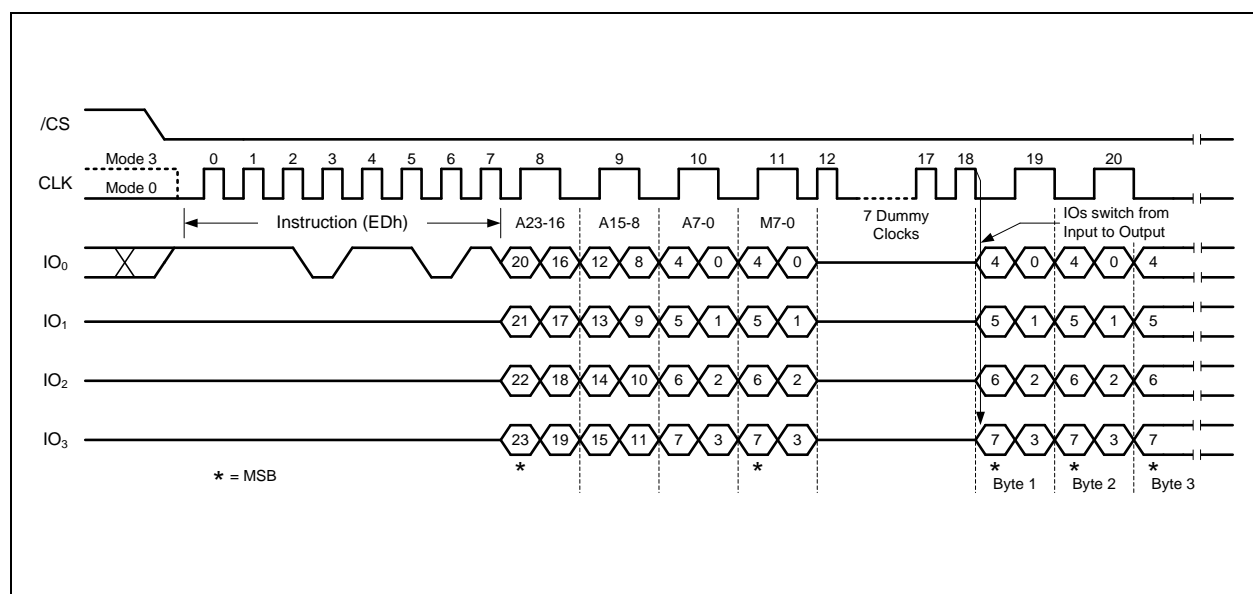 /CS
Mode 3 0 1 2 3 4 5 6 7 8 9 10 11 12 17 18 19 20
CLK Mode 0
Instruction (EDh) A23-16 A15-8 A7-0 M7-0 7 Dummy Clocks IOs switch from Input to Output
IO0 20 16 12 8 4 0 4 0 4 0 4 0 4
IO1 21 17 13 9 5 1 5 1 5 1 5 1 5
IO2 22 18 14 10 6 2 6 2 6 2 6 2 6
IO3 23 19 15 11 7 3 7 3 7 3 7 3 7
* * * * *
* = MSB Byte 1 Byte 2 Byte 3